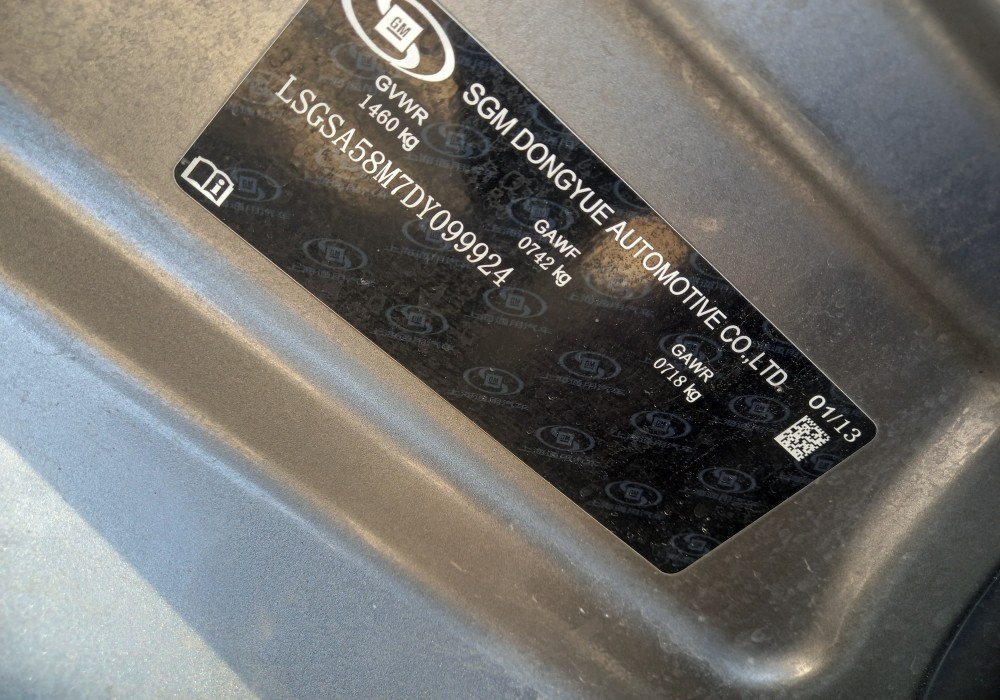 GM
SGM DONGYUE AUTOMOTIVE CO.,LTD.
01/13
GVWR
1460 kg
GAWF
0742 kg
GAWR
0718 kg
LSGSA58M7DY099924